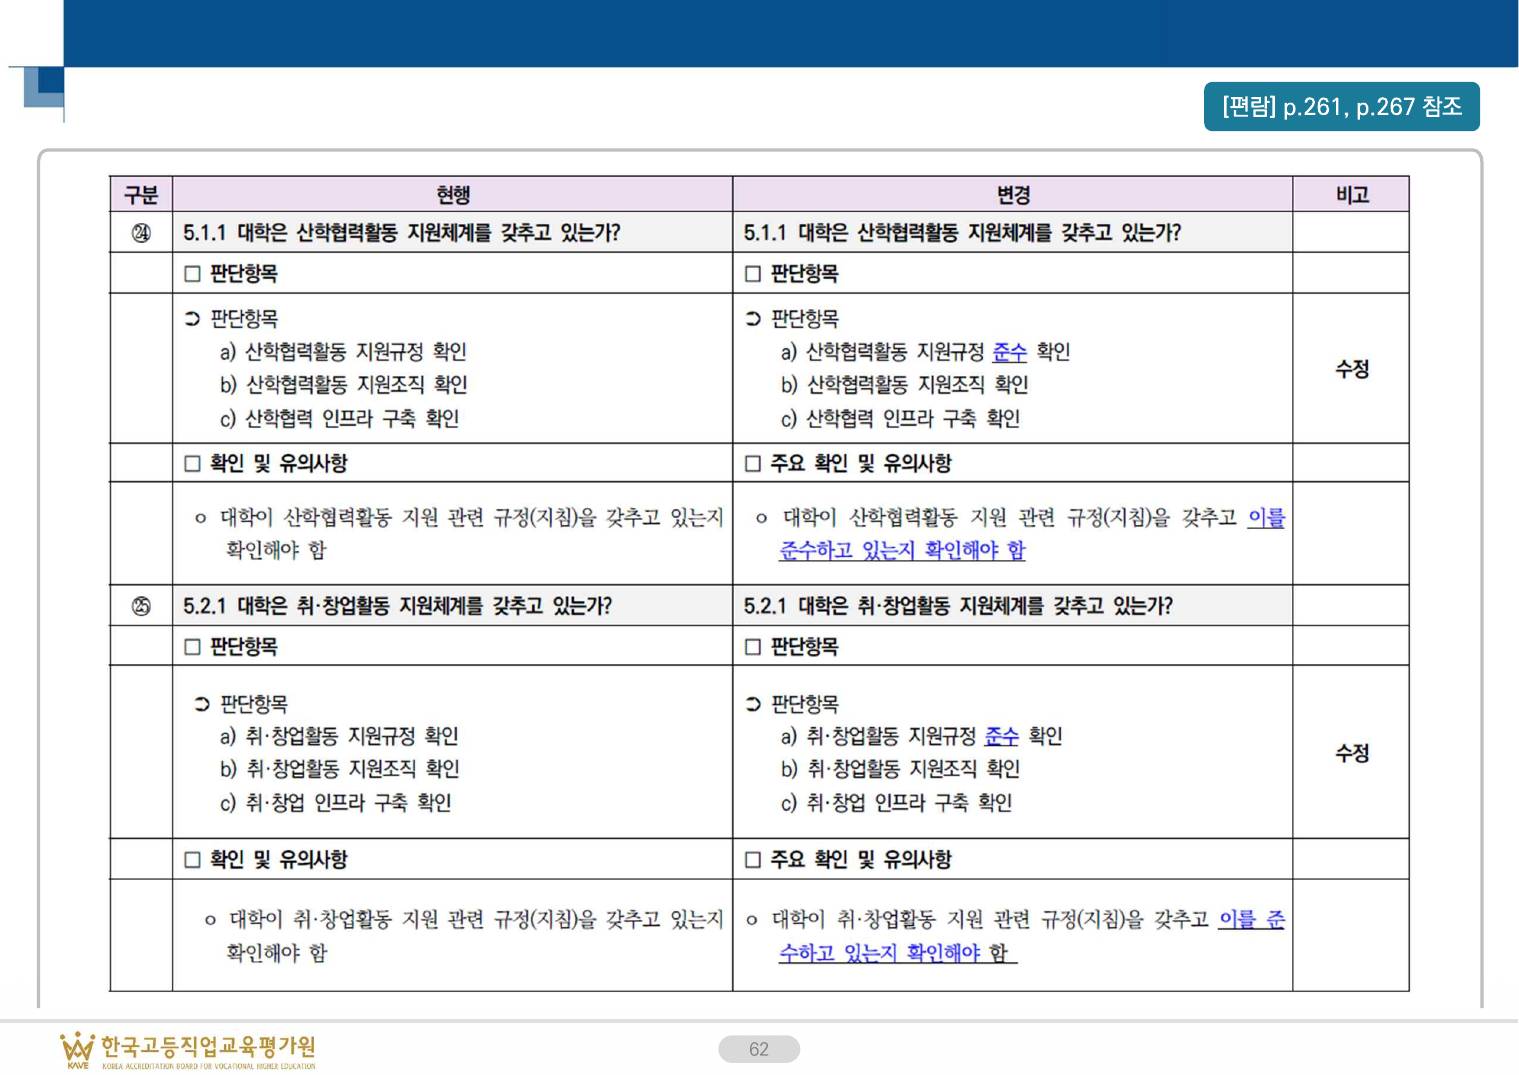 [편람] p.261, p.267 참조
구분 현행 변경 비고
㉔ 5.1.1 대학은 산학협력활동 지원체계를 갖추고 있는가? 5.1.1 대학은 산학협력활동 지원체계를 갖추고 있는가?
□ 판단항목 □ 판단항목
➲ 판단항목 ➲ 판단항목
a) 산학협력활동 지원규정 확인 a) 산학협력활동 지원규정 준수 확인
수정
b) 산학협력활동 지원조직 확인 b) 산학협력활동 지원조직 확인
c) 산학협력 인프라 구축 확인 c) 산학협력 인프라 구축 확인
□ 확인 및 유의사항 □ 주요 확인 및 유의사항
ㅇ 대학이 산학협력활동 지원 관련 규정(지침)을 갖추고 있는지 ㅇ 대학이 산학협력활동 지원 관련 규정(지침)을 갖추고 이를
확인해야 함 준수하고 있는지 확인해야 함
㉕ 5.2.1 대학은 취·창업활동 지원체계를 갖추고 있는가? 5.2.1 대학은 취·창업활동 지원체계를 갖추고 있는가?
□ 판단항목 □ 판단항목
➲ 판단항목 ➲ 판단항목
a) 취·창업활동 지원규정 확인 a) 취·창업활동 지원규정 준수 확인
수정
b) 취·창업활동 지원조직 확인 b) 취·창업활동 지원조직 확인
c) 취·창업 인프라 구축 확인 c) 취·창업 인프라 구축 확인
□ 확인 및 유의사항 □ 주요 확인 및 유의사항
ㅇ 대학이 취·창업활동 지원 관련 규정(지침)을 갖추고 있는지 ㅇ 대학이 취·창업활동 지원 관련 규정(지침)을 갖추고 이를 준
확인해야 함 수하고 있는지 확인해야 함
한국고등직업교육평가원
KAVE KOREA ACCREDITATION BOARD FOR VOCATIONAL HIGHER EDUCATION
62